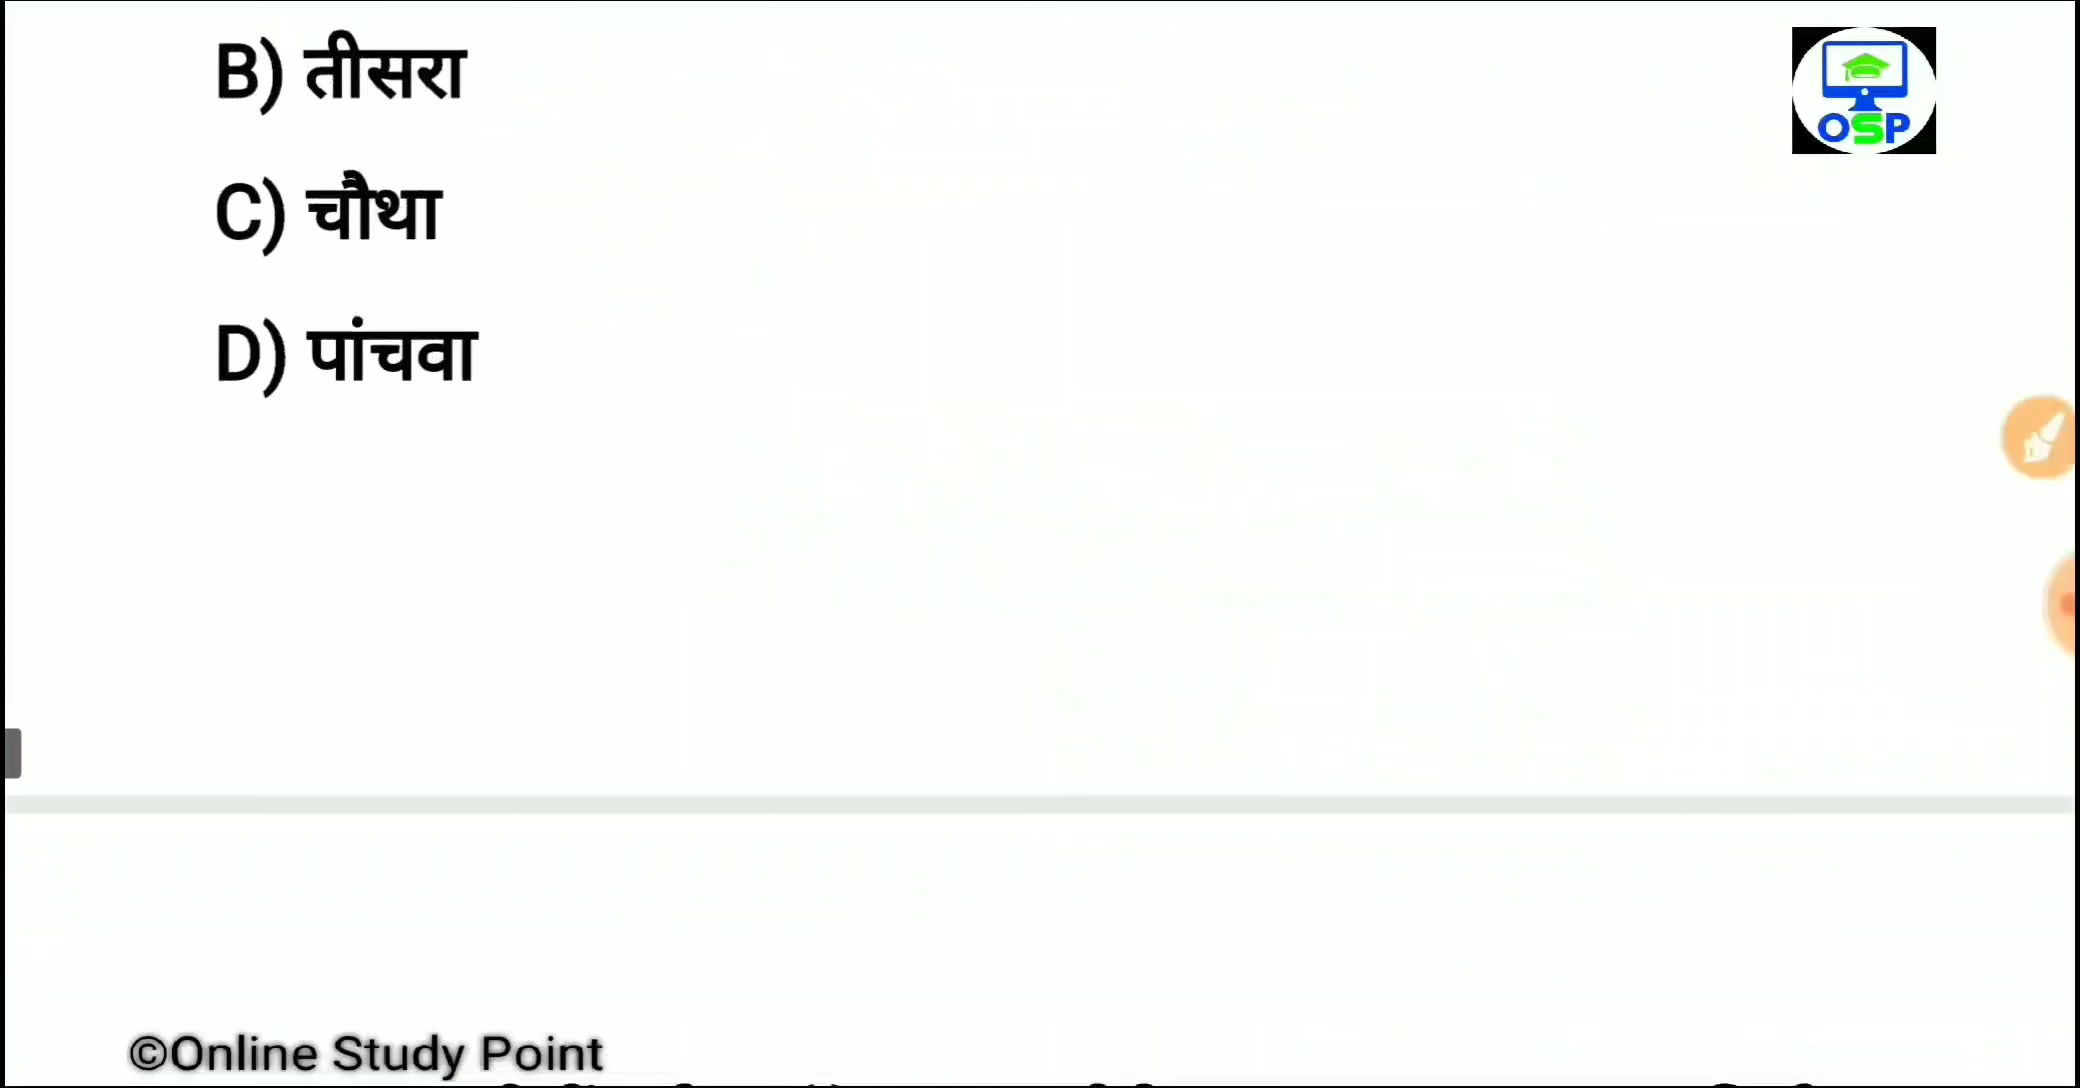 B) तीसरा
OSP
C) चौथा
D) पांचवा
©Online Study Point